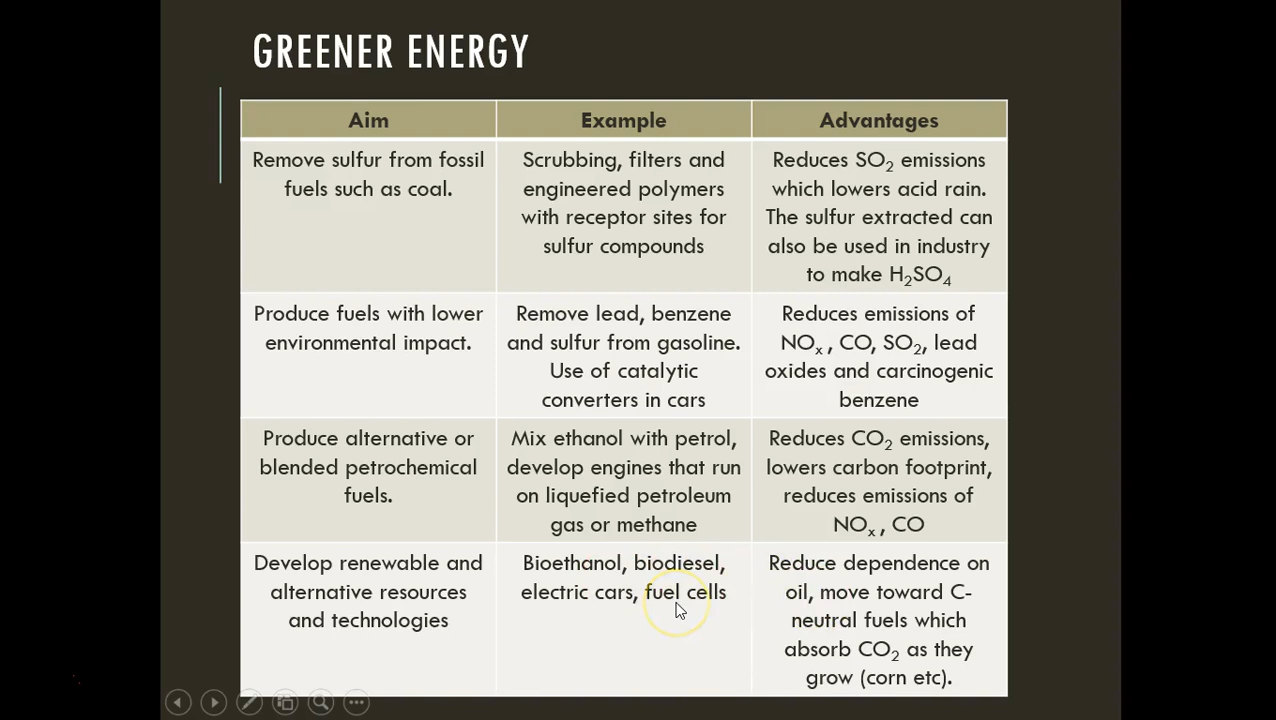 GREENER ENERGY
Aim
Example
Advantages
Remove sulfur from fossil
fuels such as coal.
Scrubbing, filters and
engineered polymers
with receptor sites for
sulfur compounds
Reduces SO₂ emissions
which lowers acid rain.
The sulfur extracted can
also be used in industry
to make H₂SO₄
Produce fuels with lower
environmental impact.
Remove lead, benzene
and sulfur from gasoline.
Use of catalytic
converters in cars
Reduces emissions of
NOₓ , CO, SO₂, lead
oxides and carcinogenic
benzene
Produce alternative or
blended petrochemical
fuels.
Mix ethanol with petrol,
develop engines that run
on liquefied petroleum
gas or methane
Reduces CO₂ emissions,
lowers carbon footprint,
reduces emissions of
NOₓ , CO
Develop renewable and
alternative resources
and technologies
Bioethanol, biodiesel,
electric cars, fuel cells
Reduce dependence on
oil, move toward C-
neutral fuels which
absorb CO₂ as they
grow (corn etc).